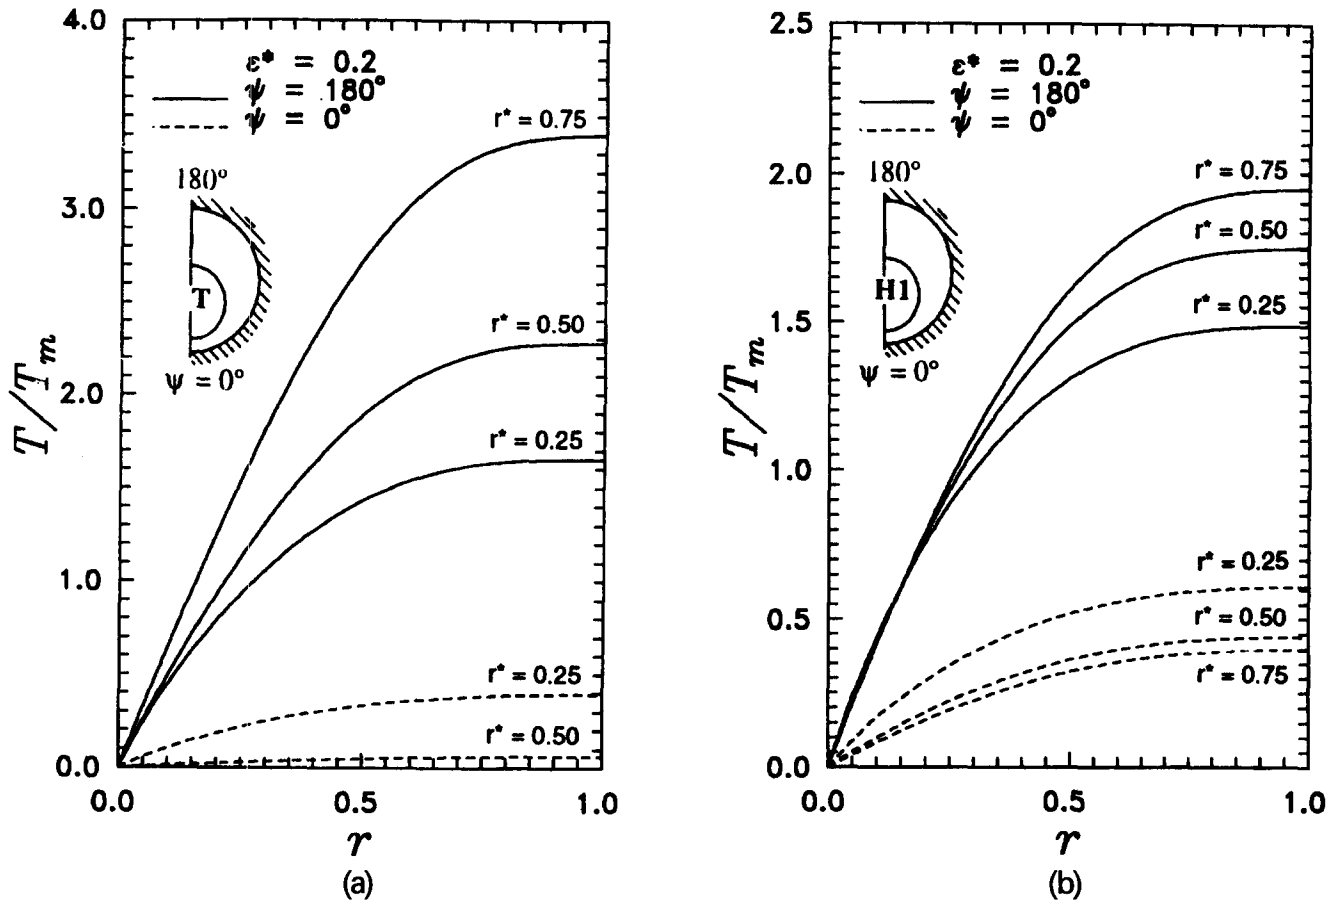 4.0
3.0
2.0
1.0
0.0
T/Tm
ε* = 0.2
ψ = 180°
ψ = 0°
180°
T
ψ = 0°
r* = 0.75
r* = 0.50
r* = 0.25
r* = 0.25
r* = 0.50
0.0 0.5 1.0
r
(a)
2.5
2.0
1.5
1.0
0.5
0.0
T/Tm
ε* = 0.2
ψ = 180°
ψ = 0°
180°
H1
ψ = 0°
r* = 0.75
r* = 0.50
r* = 0.25
r* = 0.25
r* = 0.50
r* = 0.75
0.0 0.5 1.0
r
(b)